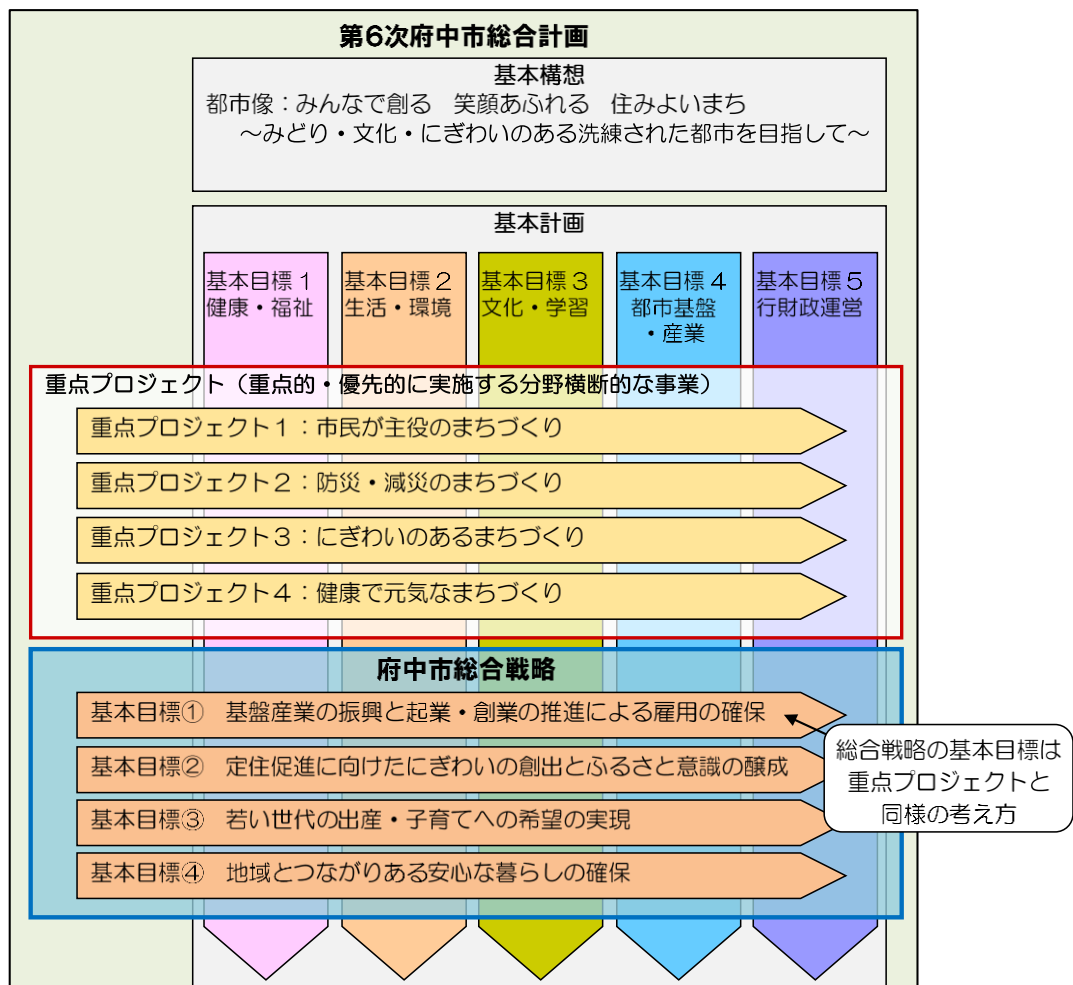 第6次府中市総合計画
基本構想
都市像：みんなで創る　笑顔あふれる　住みよいまち
～みどり・文化・にぎわいのある洗練された都市を目指して～
基本計画
基本目標１
健康・福祉
基本目標２
生活・環境
基本目標３
文化・学習
基本目標４
都市基盤
・産業
基本目標５
行財政運営
重点プロジェクト（重点的・優先的に実施する分野横断的な事業）
重点プロジェクト１：市民が主役のまちづくり
重点プロジェクト２：防災・減災のまちづくり
重点プロジェクト３：にぎわいのあるまちづくり
重点プロジェクト４：健康で元気なまちづくり
府中市総合戦略
基本目標①　基盤産業の振興と起業・創業の推進による雇用の確保
基本目標②　定住促進に向けたにぎわいの創出とふるさと意識の醸成
基本目標③　若い世代の出産・子育てへの希望の実現
基本目標④　地域とつながりある安心な暮らしの確保
総合戦略の基本目標は
重点プロジェクトと
同様の考え方